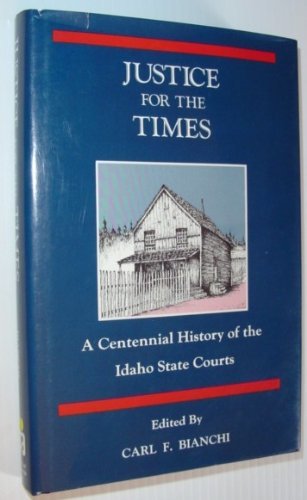 JUSTICE
FOR THE
TIMES
A Centennial History of the
Idaho State Courts
Edited By
CARL F. BIANCHI